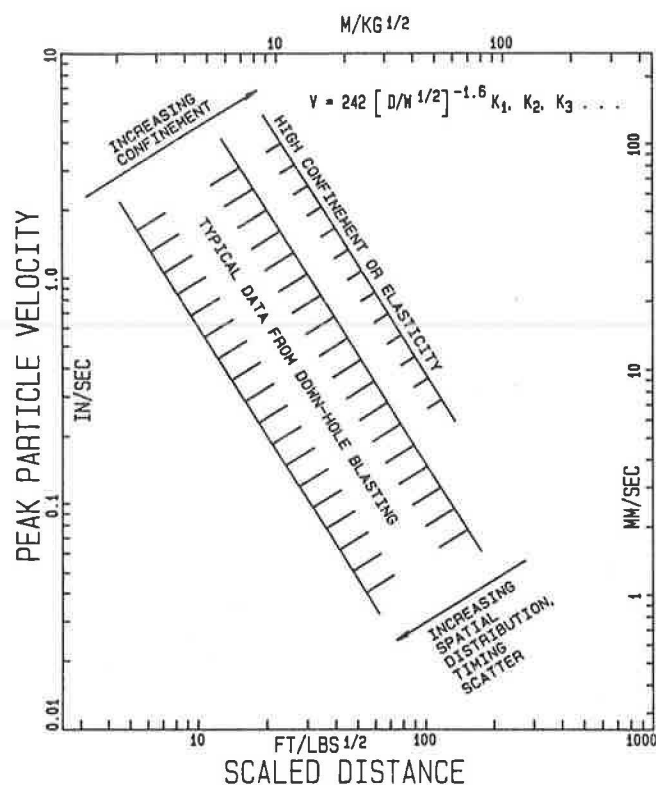 M/KG 1/2
10
100
10
1.0
0.1
0.01
PEAK PARTICLE VELOCITY
IN/SEC
V = 242 [ D/W 1/2 ] -1.6 K1, K2, K3 . . .
INCREASING
CONFINEMENT
HIGH CONFINEMENT OR ELASTICITY
TYPICAL DATA FROM DOWN-HOLE BLASTING
100
10
1
MM/SEC
INCREASING
SPATIAL
DISTRIBUTION,
TIMING
SCATTER
10
100
1000
FT/LBS 1/2
SCALED DISTANCE